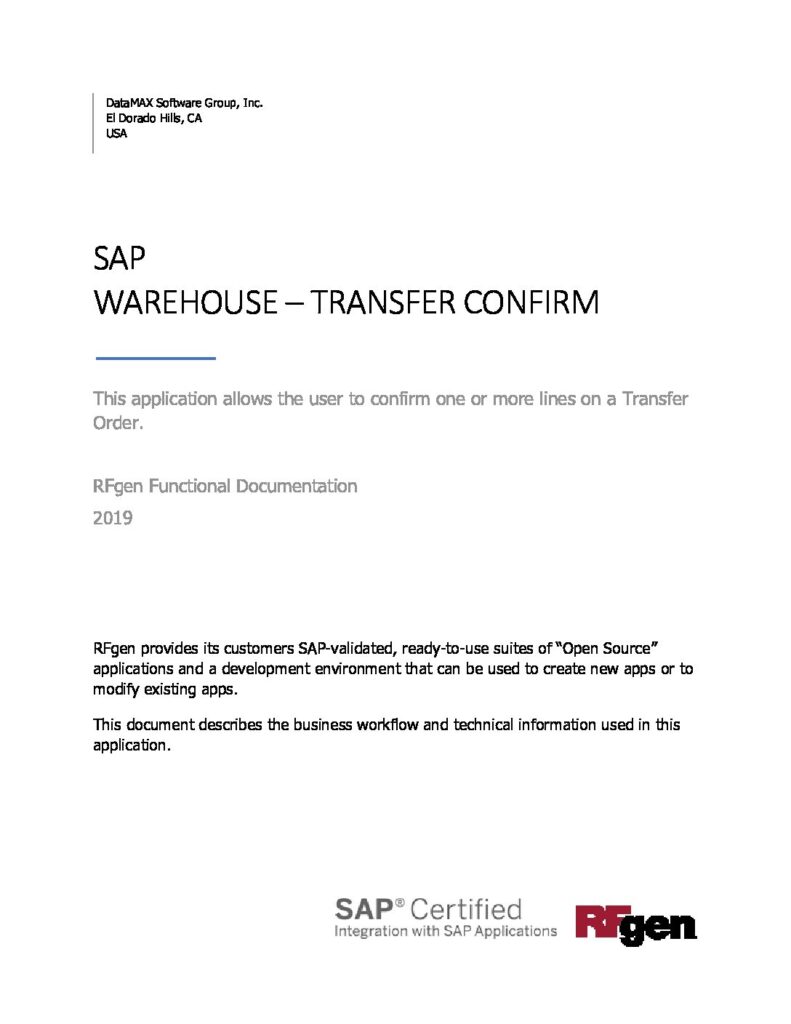 DataMAX Software Group, Inc.
El Dorado Hills, CA
USA
SAP
WAREHOUSE – TRANSFER CONFIRM
This application allows the user to confirm one or more lines on a Transfer
Order.
RFgen Functional Documentation
2019
RFgen provides its customers SAP-validated, ready-to-use suites of “Open Source”
applications and a development environment that can be used to create new apps or to
modify existing apps.
This document describes the business workflow and technical information used in this
application.
SAP® Certified
Integration with SAP Applications
RFgen